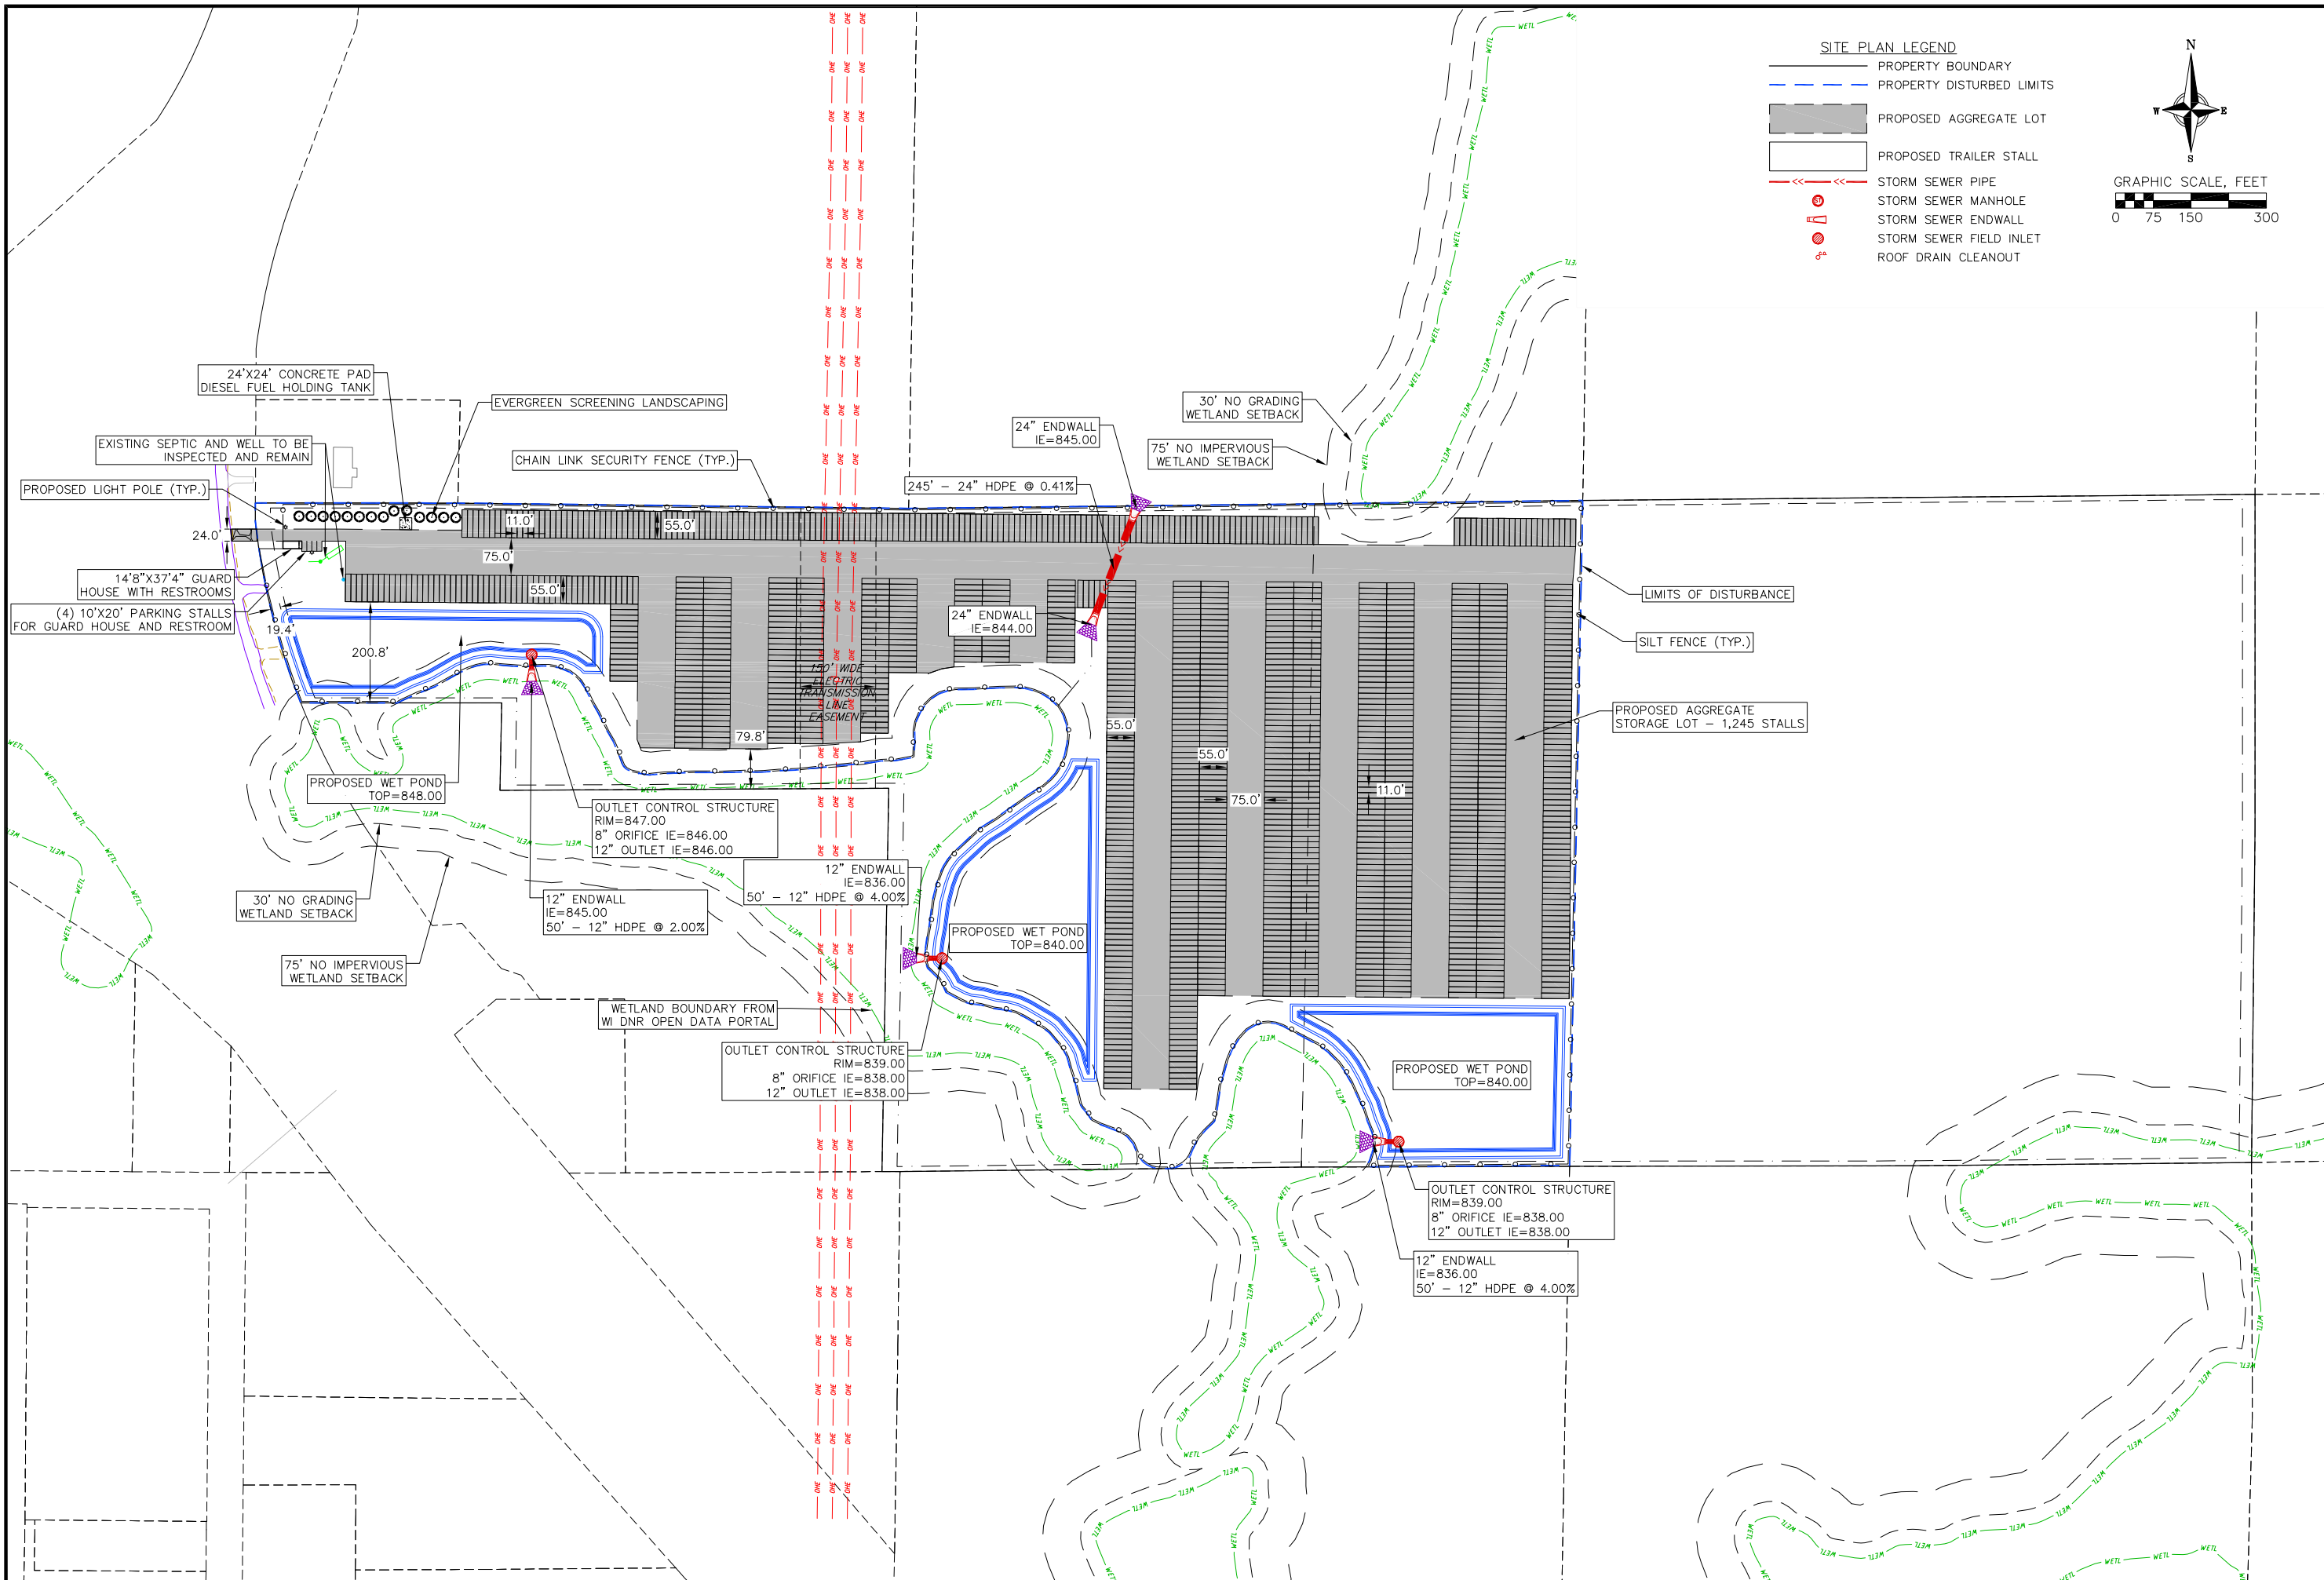 SITE PLAN LEGEND
PROPERTY BOUNDARY
PROPERTY DISTURBED LIMITS
PROPOSED AGGREGATE LOT
PROPOSED TRAILER STALL
STORM SEWER PIPE
STORM SEWER MANHOLE
STORM SEWER ENDWALL
STORM SEWER FIELD INLET
ROOF DRAIN CLEANOUT
N
W
E
S
GRAPHIC SCALE, FEET
0 75 150 300
24'X24' CONCRETE PAD
DIESEL FUEL HOLDING TANK
EVERGREEN SCREENING LANDSCAPING
EXISTING SEPTIC AND WELL TO BE
INSPECTED AND REMAIN
CHAIN LINK SECURITY FENCE (TYP.)
PROPOSED LIGHT POLE (TYP.)
24" ENDWALL
IE=845.00
30' NO GRADING
WETLAND SETBACK
75' NO IMPERVIOUS
WETLAND SETBACK
245' - 24" HDPE @ 0.41%
24.0'
11.0'
55.0'
75.0'
55.0'
14'8"X37'4" GUARD
HOUSE WITH RESTROOMS
(4) 10'X20' PARKING STALLS
FOR GUARD HOUSE AND RESTROOM
19.4'
200.8'
24" ENDWALL
IE=844.00
LIMITS OF DISTURBANCE
SILT FENCE (TYP.)
150' WIDE
ELECTRIC
TRANSMISSION
LINE
EASEMENT
79.8'
55.0'
55.0'
75.0'
11.0'
PROPOSED AGGREGATE
STORAGE LOT - 1,245 STALLS
PROPOSED WET POND
TOP=848.00
OUTLET CONTROL STRUCTURE
RIM=847.00
8" ORIFICE IE=846.00
12" OUTLET IE=846.00
12" ENDWALL
IE=836.00
50' - 12" HDPE @ 4.00%
30' NO GRADING
WETLAND SETBACK
12" ENDWALL
IE=845.00
50' - 12" HDPE @ 2.00%
PROPOSED WET POND
TOP=840.00
75' NO IMPERVIOUS
WETLAND SETBACK
WETLAND BOUNDARY FROM
WI DNR OPEN DATA PORTAL
OUTLET CONTROL STRUCTURE
RIM=839.00
8" ORIFICE IE=838.00
12" OUTLET IE=838.00
PROPOSED WET POND
TOP=840.00
OUTLET CONTROL STRUCTURE
RIM=839.00
8" ORIFICE IE=838.00
12" OUTLET IE=838.00
12" ENDWALL
IE=836.00
50' - 12" HDPE @ 4.00%
OHE
WETL